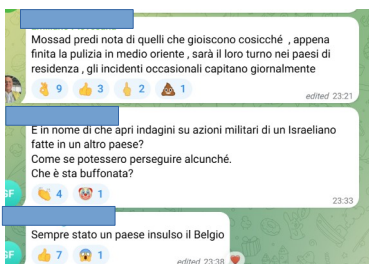 Mossad predi nota di quelli che gioiscono cosicché , appena
finita la pulizia in medio oriente , sarà il loro turno nei paesi di
residenza , gli incidenti occasionali capitano giornalmente
9 3 2 1
edited 23:21
E in nome di che apri indagini su azioni militari di un Israeliano
fatte in un altro paese?
Come se potessero perseguire alcunché.
Che è sta buffonata?
GF
4 1
23:33
Sempre stato un paese insulso il Belgio
GF
7 1
edited 23:38